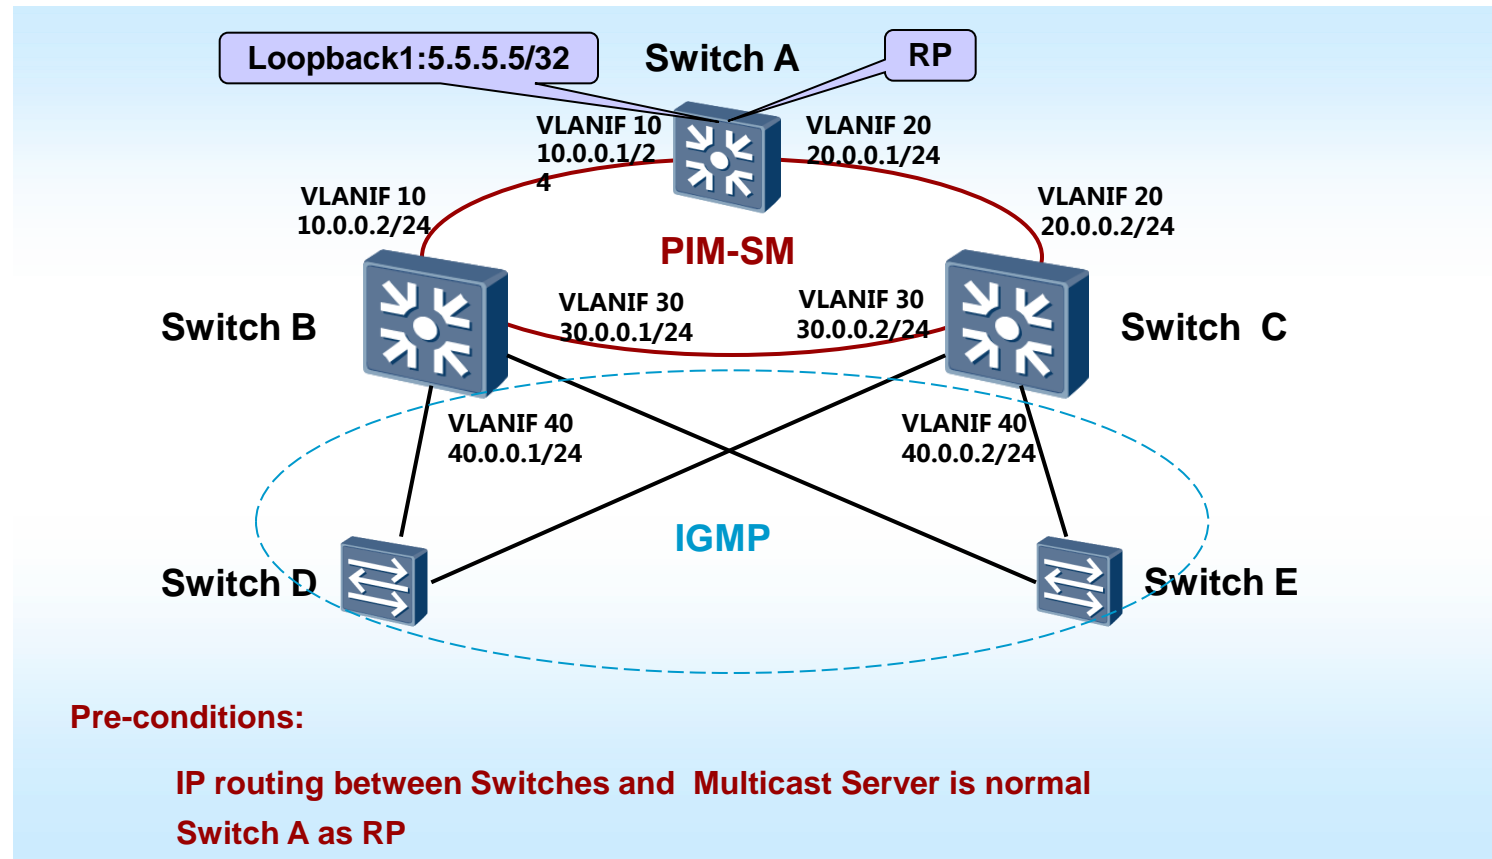 Loopback1:5.5.5.5/32
Switch A
RP
VLANIF 10
10.0.0.1/2
4
VLANIF 20
20.0.0.1/24
VLANIF 10
10.0.0.2/24
VLANIF 20
20.0.0.2/24
PIM-SM
Switch B
VLANIF 30
30.0.0.1/24
VLANIF 30
30.0.0.2/24
Switch  C
VLANIF 40
40.0.0.1/24
VLANIF 40
40.0.0.2/24
IGMP
Switch D
Switch E
Pre-conditions:
IP routing between Switches and  Multicast Server is normal
Switch A as RP